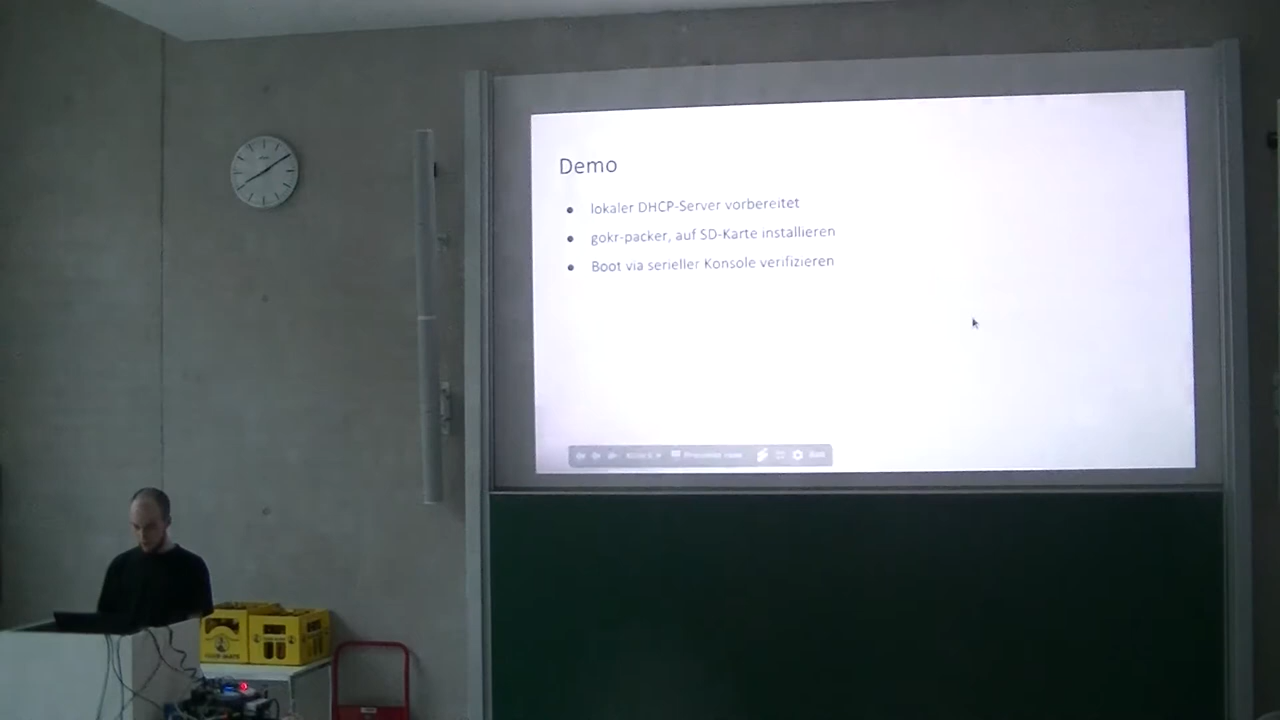 Demo
lokaler DHCP-Server vorbereitet
gokr-packer, auf SD-Karte installieren
Boot via serieller Konsole verifizieren